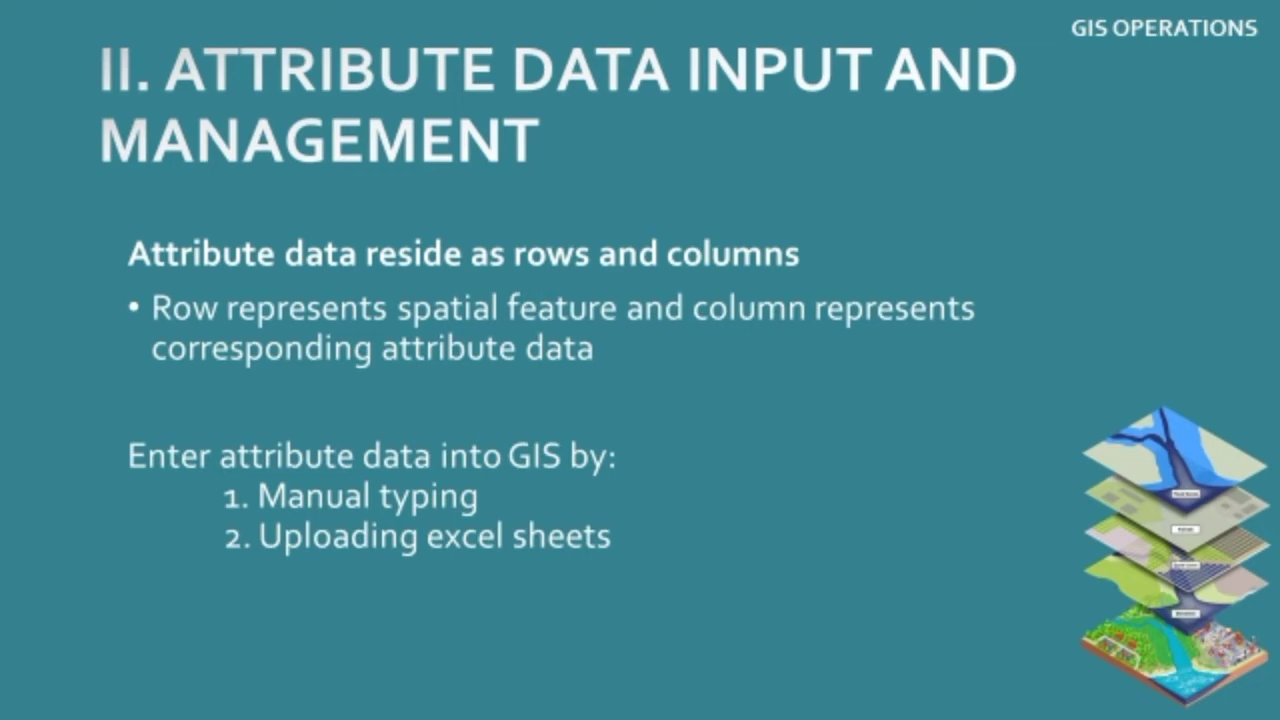 GIS OPERATIONS
II. ATTRIBUTE DATA INPUT AND
MANAGEMENT
Attribute data reside as rows and columns
• Row represents spatial feature and column represents
corresponding attribute data
Enter attribute data into GIS by:
1. Manual typing
2. Uploading excel sheets